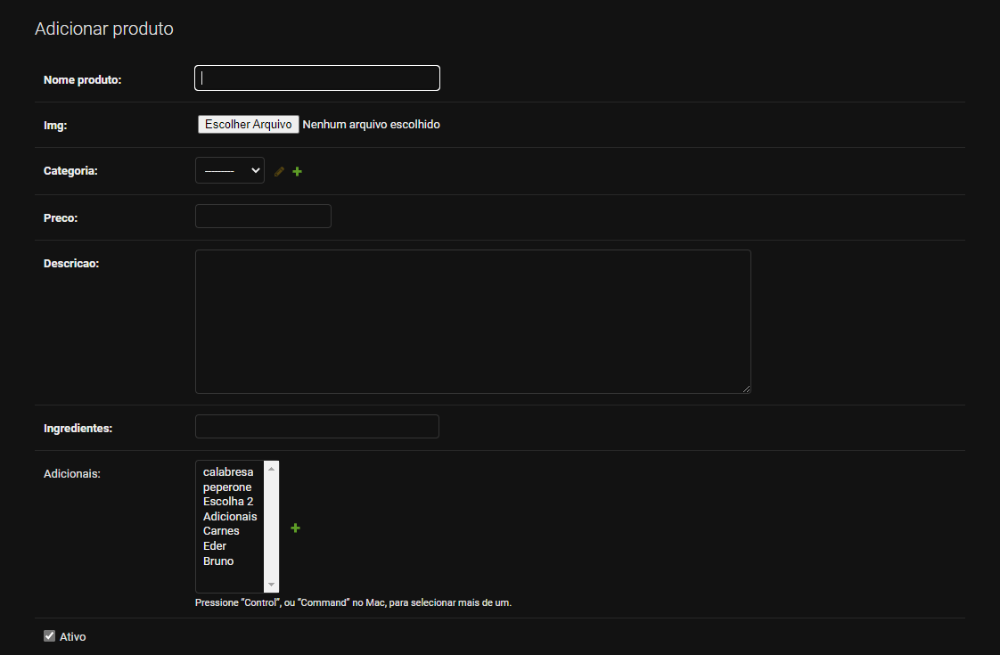 Adicionar produto
Nome produto:
Img: Escolher Arquivo Nenhum arquivo escolhido
Categoria: ---------
Preco:
Descricao:
Ingredientes:
Adicionais:
calabresa
peperone
Escolha 2
Adicionais
Carnes
Eder
Bruno
Pressione “Control”, ou “Command” no Mac, para selecionar mais de um.
Ativo